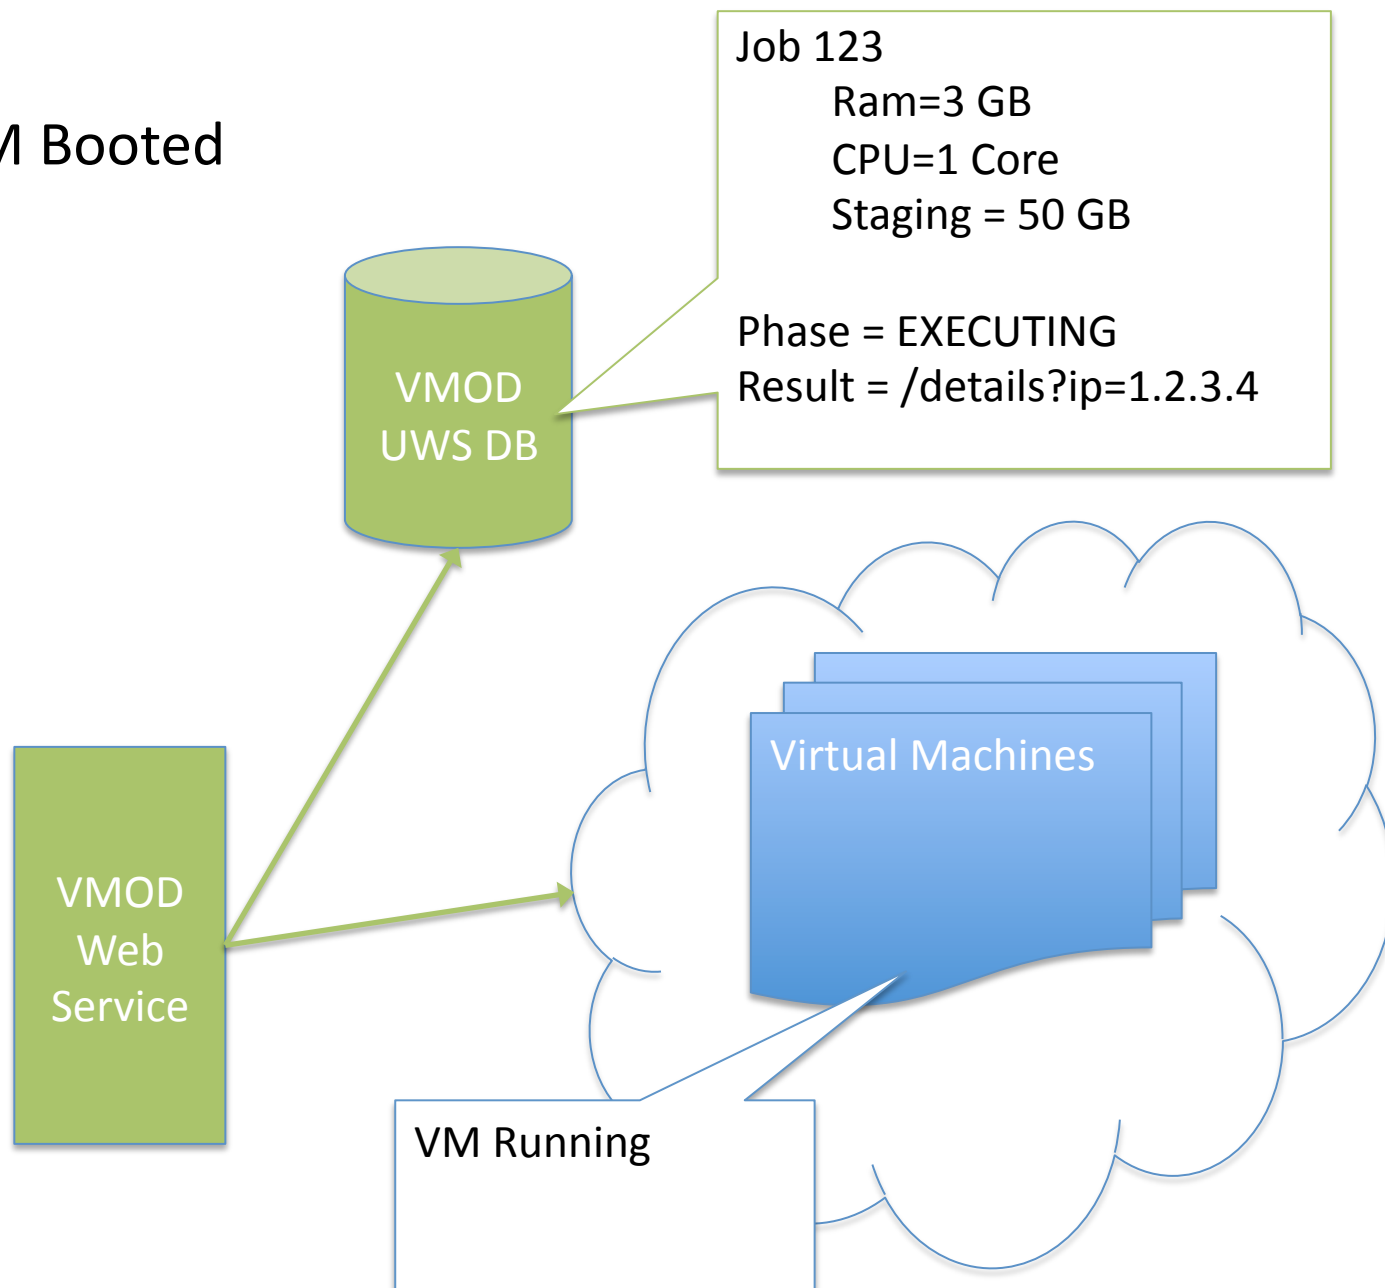 Job 123
Ram=3 GB
CPU=1 Core
Staging = 50 GB
Phase = EXECUTING
Result = /details?ip=1.2.3.4
M Booted
VMOD
UWS DB
Virtual Machines
VMOD
Web
Service
VM Running